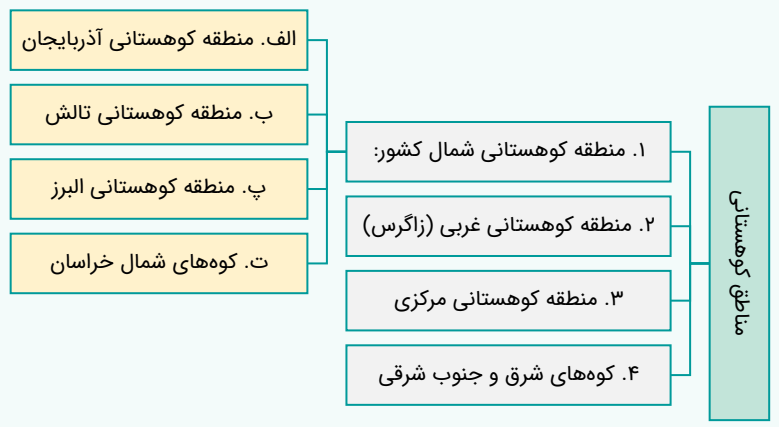 مناطق کوهستانی
۱. منطقه کوهستانی شمال کشور:
الف. منطقه کوهستانی آذربایجان
ب. منطقه کوهستانی تالش
پ. منطقه کوهستانی البرز
ت. کوه‌های شمال خراسان
۲. منطقه کوهستانی غربی (زاگرس)
۳. منطقه کوهستانی مرکزی
۴. کوه‌های شرق و جنوب شرقی